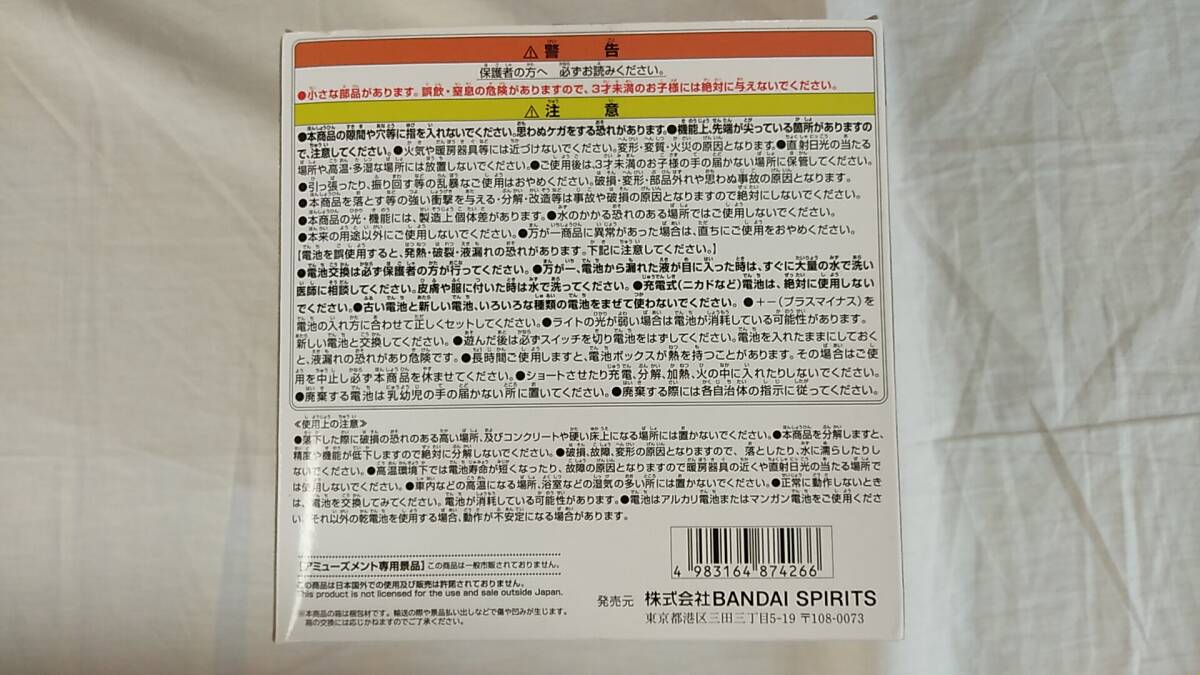 ⚠警告
保護者の方へ 必ずお読みください。
●小さな部品があります。誤飲・窒息の危険がありますので、3才未満のお子様には絶対に与えないでください。
⚠注意
●本商品の隙間や穴等に指を入れないでください。思わぬケガをする恐れがあります。●機能上、先端が尖っている箇所がありますの
で、注意してください。●火気や暖房器具等には近づけないでください。変形・変質・火災の原因となります。●直射日光の当たる
場所や、高温・多湿な場所には放置しないでください。●ご使用後は、3才未満のお子様の手の届かない場所に保管してください。
●引っ張ったり、振り回す等の乱暴なご使用はおやめください。破損・変形・部品外れや思わぬ事故の原因となります。
●本商品を落とす等の強い衝撃を与える・分解・改造等は事故や破損の原因となりますので絶対にしないでください。
●本商品の光・機能には、製造上個体差があります。●水のかかる恐れのある場所ではご使用しないでください。
●本来の用途以外にご使用しないでください。●万が一商品に異常があった場合は、直ちにご使用をおやめください。
【電池を誤使用すると、発熱・破裂・液漏れの恐れがあります。下記に注意してください。】
●電池交換は必ず保護者の方が行ってください。●万が一、電池から漏れた液が目に入った時は、すぐに大量の水で洗い
医師に相談してください。皮膚や服に付いた時は水で洗ってください。●充電式(ニカドなど)電池は、絶対に使用しない
でください。●古い電池と新しい電池、いろいろな種類の電池をまぜて使わないでください。●+-(プラスマイナス)を
電池の入れ方に合わせて正しくセットしてください。●ライトの光が弱い場合は電池が消耗している可能性があります。
新しい電池と交換してください。●遊んだ後は必ずスイッチを切り電池をはずしてください。電池を入れたままにしておく
と、液漏れの恐れがあり危険です。●長時間ご使用しますと、電池ボックスが熱を持つことがあります。その場合はご使
用を中止し必ず本商品を休ませてください。●ショートさせたり充電、分解、加熱、火の中に入れたりしないでください。
●廃棄する電池は乳幼児の手の届かない所に置いてください。●廃棄する際には各自治体の指示に従ってください。
≪使用上の注意≫
●落下した際に破損の恐れのある高い場所、及びコンクリートや硬い床上になる場所には置かないでください。●本商品を分解しますと、
精度や機能が低下しますので絶対に分解しないでください。●破損、故障、変形の原因となりますので、落としたり、水に濡らしたりし
ないでください。●高温環境下では電池寿命が短くなったり、故障の原因となりますので暖房器具の近くや直射日光の当たる場所で
は使用しないでください。●車内などの高温になる場所、浴室などの湿気の多い所には置かないでください。●正常に動作しないとき
は、電池を交換してみてください。電池が消耗している可能性があります。●電池はアルカリ電池またはマンガン電池をご使用くださ
い。それ以外の乾電池を使用する場合、動作が不安定になる場合があります。
【アミューズメント専用景品】この商品は一般市販されておりません。
この商品は日本国外での使用及び販売は許諾されておりません。
This product is not licensed for the use and sale outside Japan.
※本商品の箱は梱包材です。輸送の際や景品払い出しなどで傷や凹みが生じます。
箱の交換には応じかねますのでご了承ください。
4 983164 874266
発売元 株式会社BANDAI SPIRITS
東京都港区三田三丁目5-19 〒108-0073